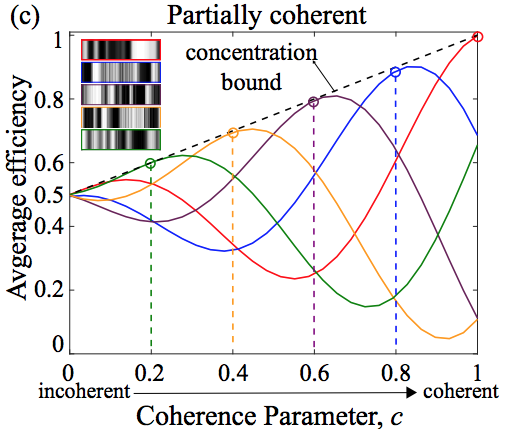 (c) Partially coherent
concentration
bound
Avgerage efficiency
1
0.8
0.6
0.5
0.4
0.2
0
0 0.2 0.4 0.6 0.8 1
incoherent coherent
Coherence Parameter, c